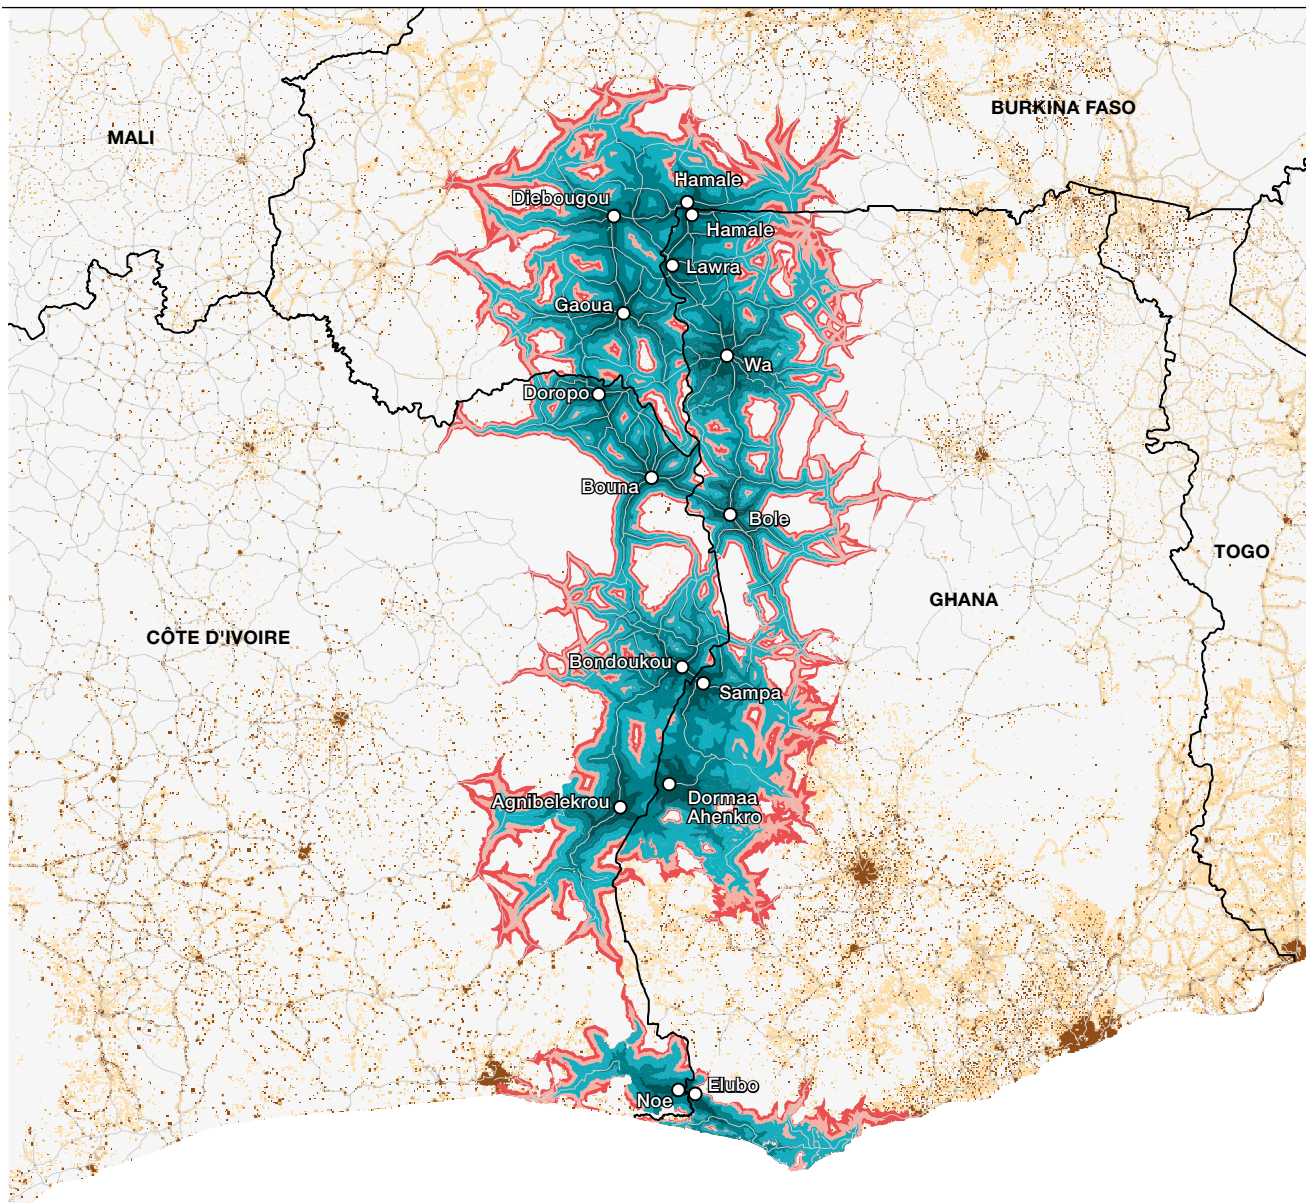 BURKINA FASO
MALI
Hamale
Diebougou
Hamale
Lawra
Gaoua
Wa
Doropo
Bouna
Bole
TOGO
GHANA
CÔTE D'IVOIRE
Bondoukou
Sampa
Agnibelekrou
Dormaa
Ahenkro
Elubo
Noe